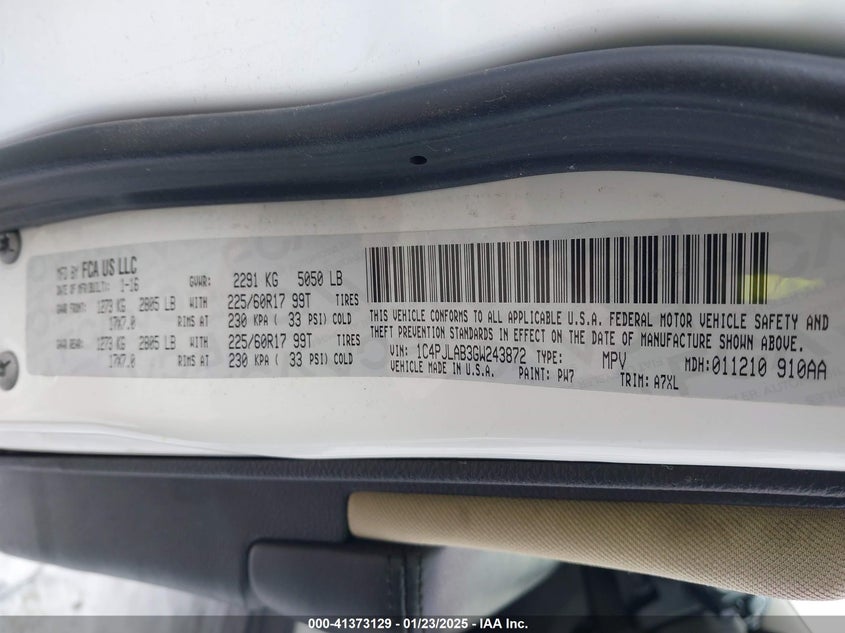 MFD BY FCA US LLC
DATE OF MFR/BUILT: 1-16 GVWR: 2291 KG 5050 LB
GAWR FRONT: 1273 KG 2805 LB WITH 225/60R17 99T TIRES
17X7.0 RIMS AT 230 KPA ( 33 PSI) COLD
GAWR REAR: 1273 KG 2805 LB WITH 225/60R17 99T TIRES
17X7.0 RIMS AT 230 KPA ( 33 PSI) COLD
THIS VEHICLE CONFORMS TO ALL APPLICABLE U.S.A. FEDERAL MOTOR VEHICLE SAFETY AND
THEFT PREVENTION STANDARDS IN EFFECT ON THE DATE OF MANUFACTURE SHOWN ABOVE.
VIN: 1C4PJLAB3GW243872 TYPE: MPV MDH:011210 910AA
VEHICLE MADE IN U.S.A. PAINT: PW7 TRIM: A7XL
000-41373129 - 01/23/2025 - IAA Inc.